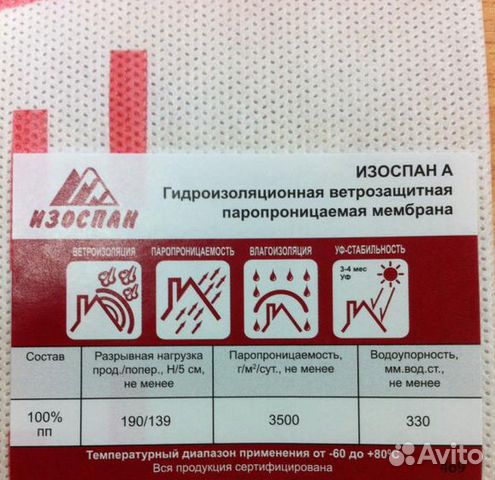 ИЗОСПАН А
Гидроизоляционная ветрозащитная
паропроницаемая мембрана
ИЗОСПАН
ВЕТРОИЗОЛЯЦИЯ ПАРОПРОНИЦАЕМОСТЬ ВЛАГОИЗОЛЯЦИЯ УФ-СТАБИЛЬНОСТЬ
3-4 мес
УФ
Состав
Разрывная нагрузка
прод./попер., Н/5 см,
не менее
Паропроницаемость,
г/м²/сут., не менее
Водоупорность,
мм.вод.ст.,
не менее
100%
пп
190/139
3500
330
Температурный диапазон применения от -60 до +80⁰С
Вся продукция сертифицирована
Avito